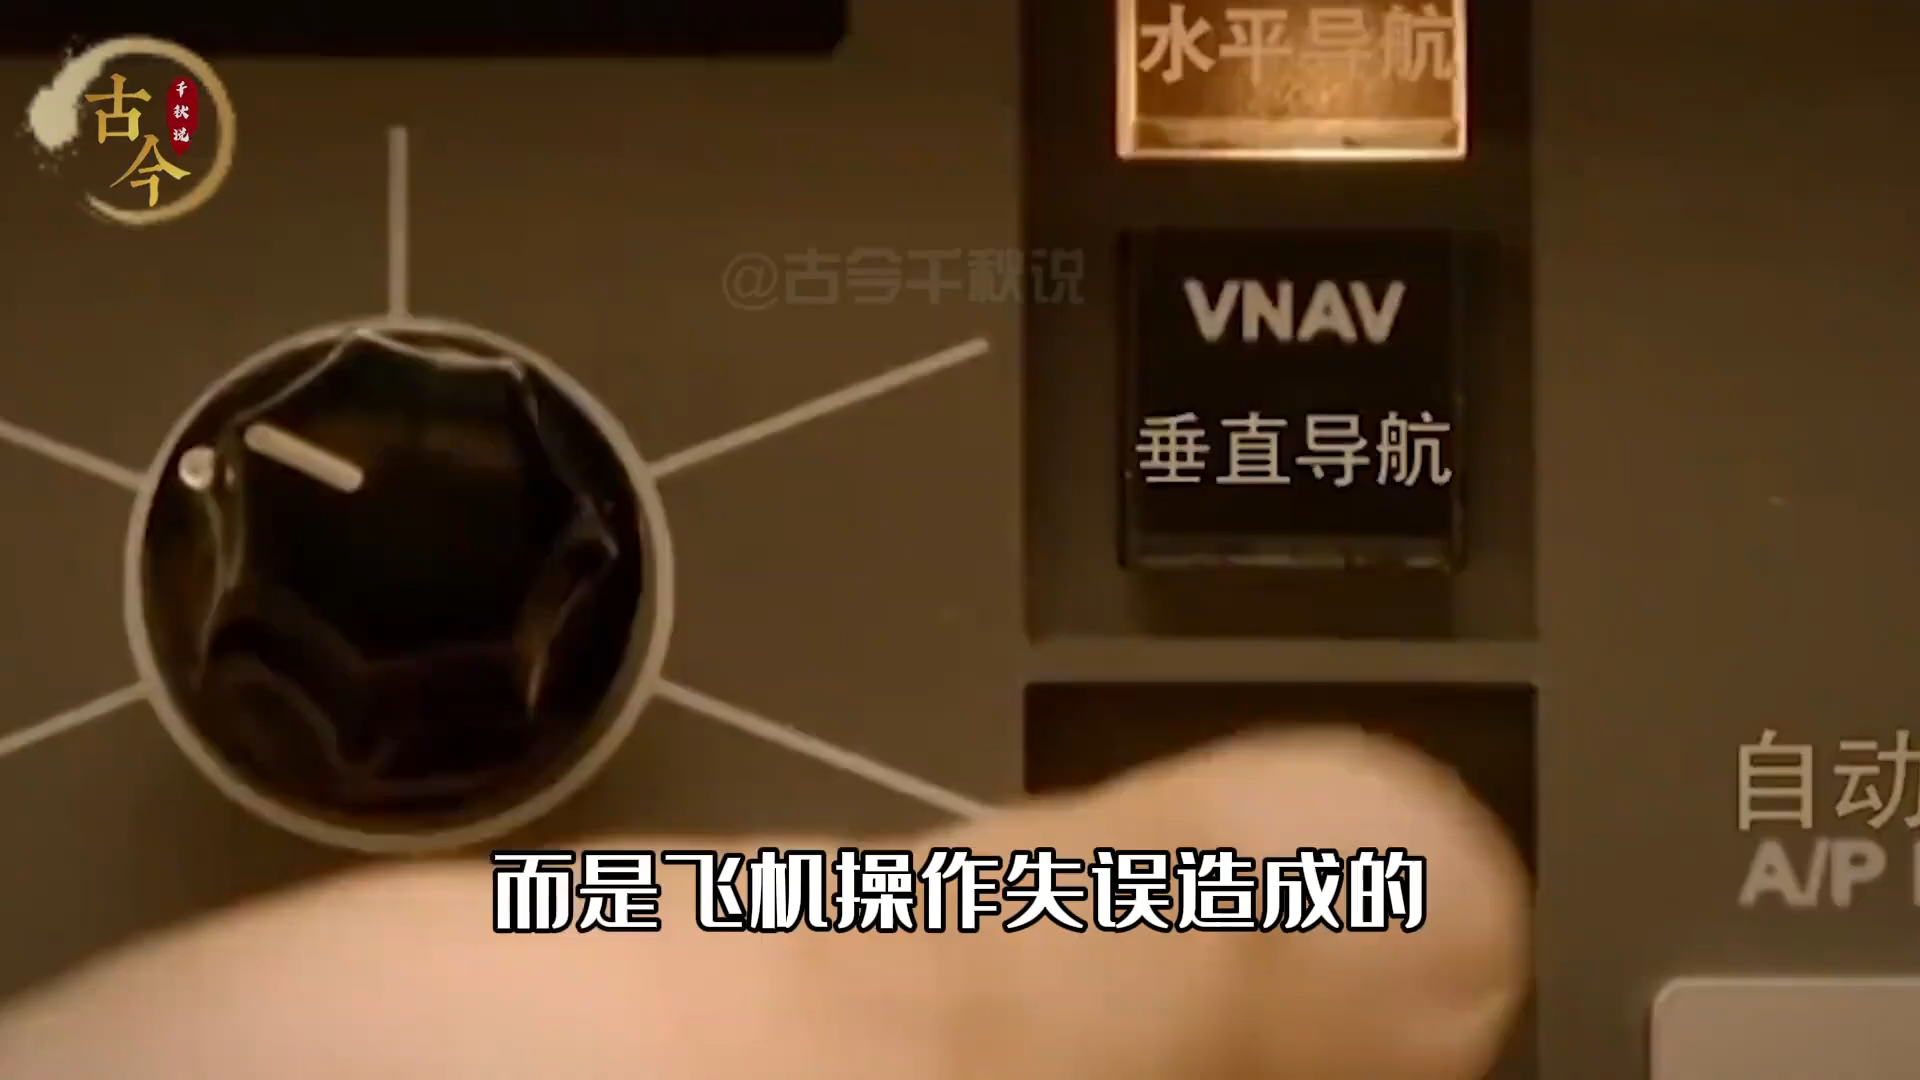 古今
千秋说
水平导航
@古今千秋说
VNAV
垂直导航
自动
A/P
而是飞机操作失误造成的